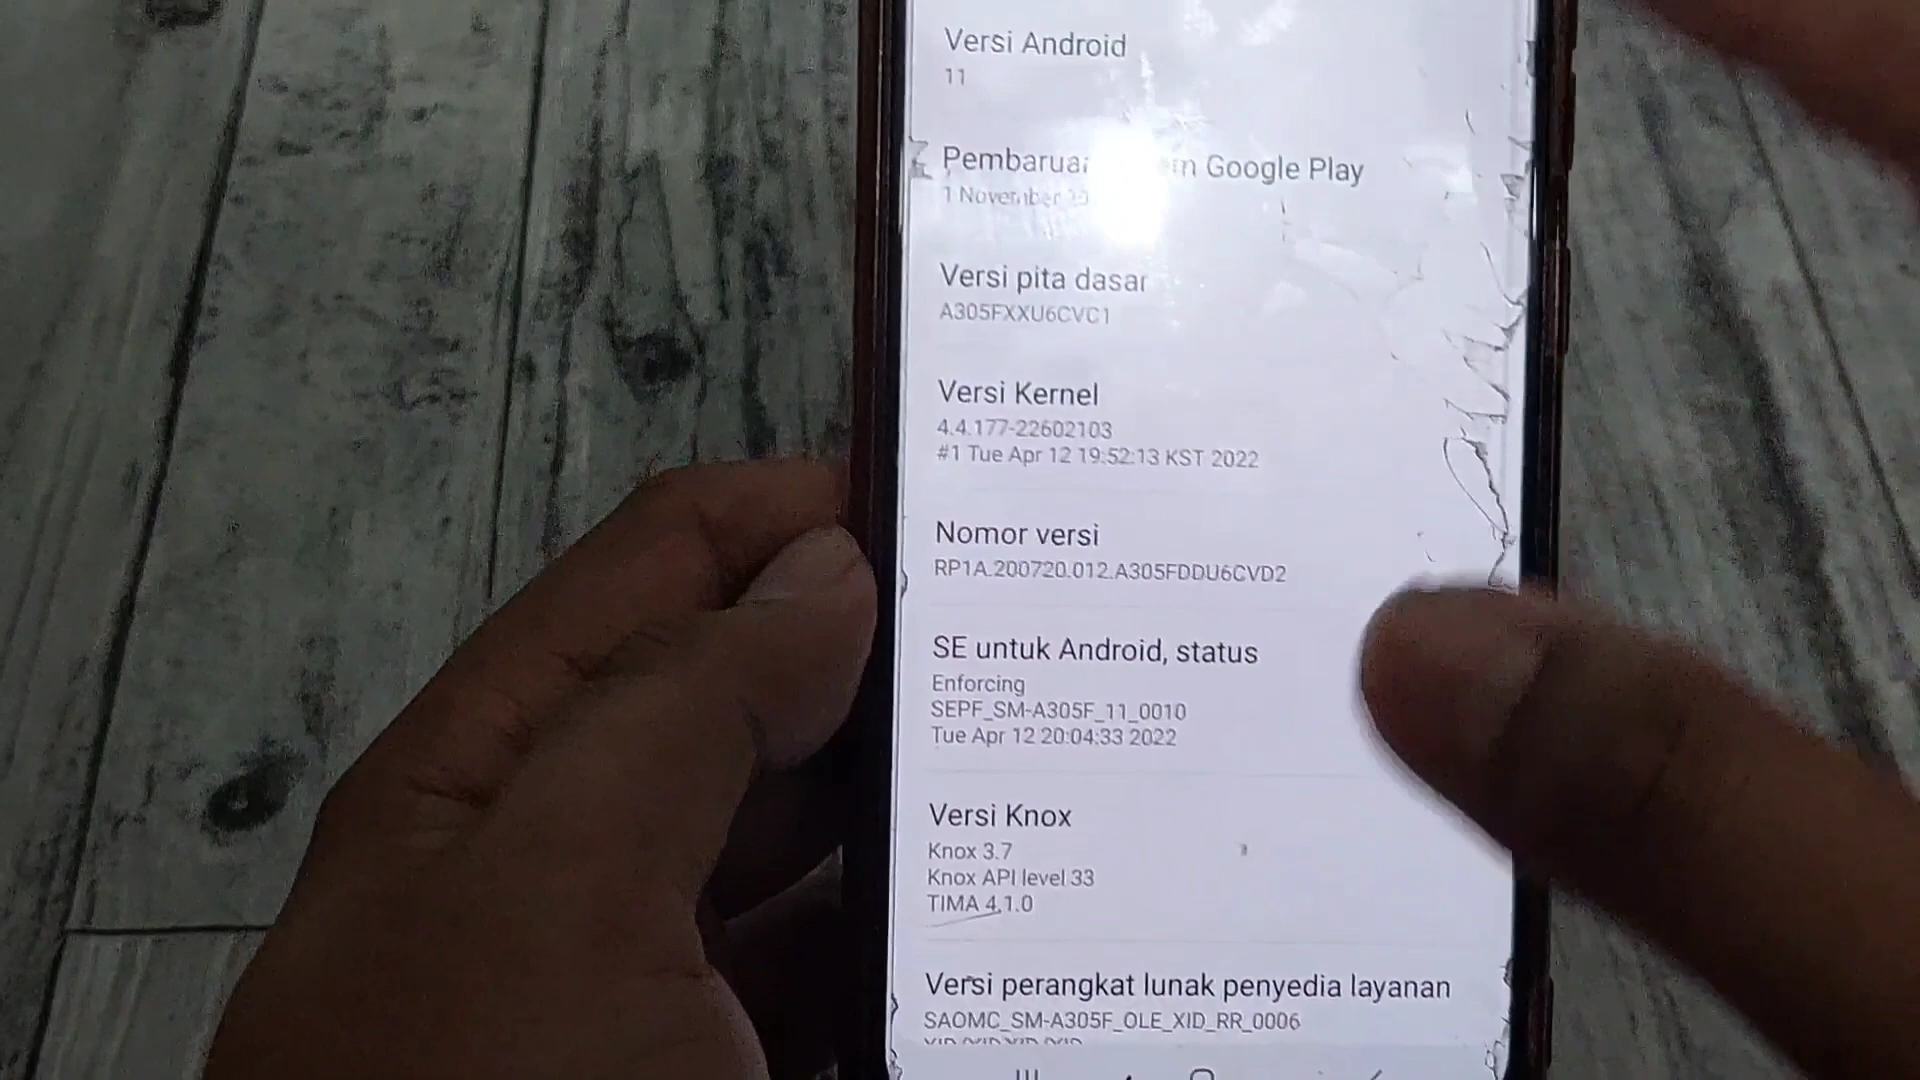 Versi Android
11
Google Play
1 November
Versi pita dasar
A305FXXU6CVC1
Versi Kernel
4.4.177-22602103
#1 Tue Apr 12 19:52:13 KST 2022
Nomor versi
RP1A.200720.012.A305FDDU6CVD2
SE untuk Android, status
Enforcing
SEPF_SM-A305F_11_0010
Tue Apr 12 20:04:33 2022
Versi Knox
Knox 3.7
Knox API level 33
TIMA 4.1.0
Versi perangkat lunak penyedia layanan
SAOMC_SM-A305F_OLE_XID_RR_0006